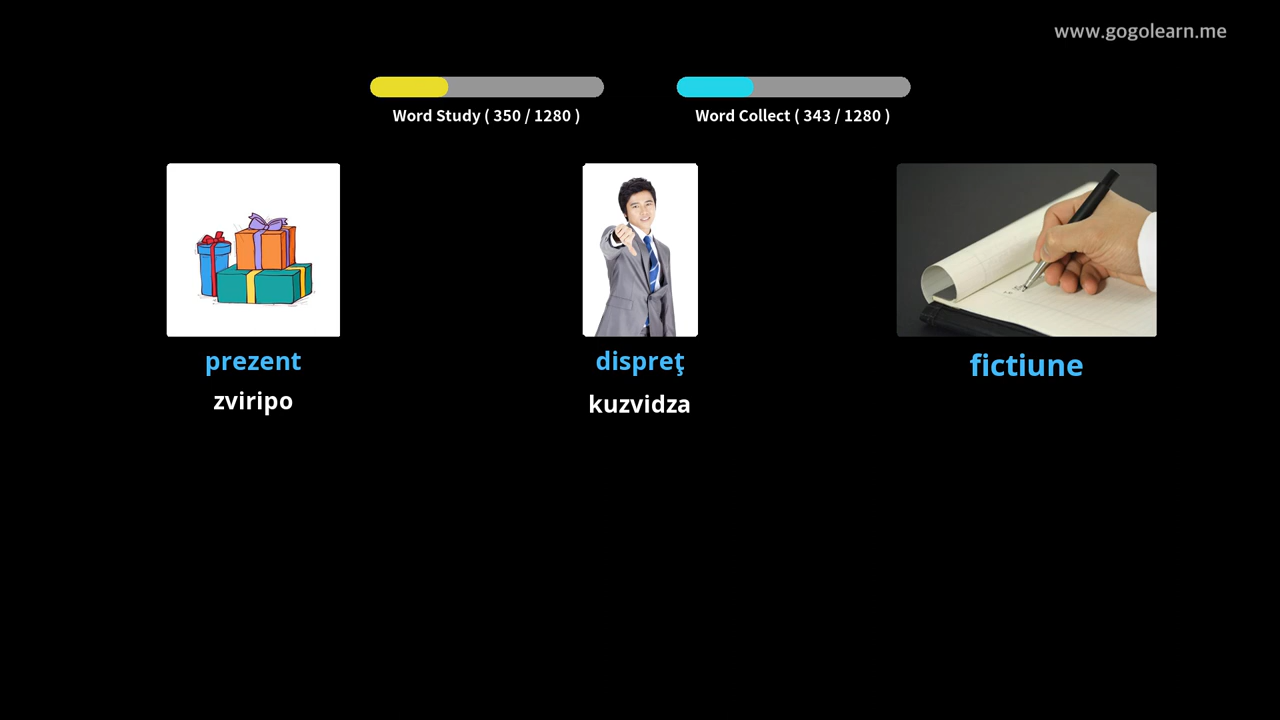 www.gogolearn.me
Word Study ( 350 / 1280 )
Word Collect ( 343 / 1280 )
prezent
zviripo
dispreţ
kuzvidza
fictiune